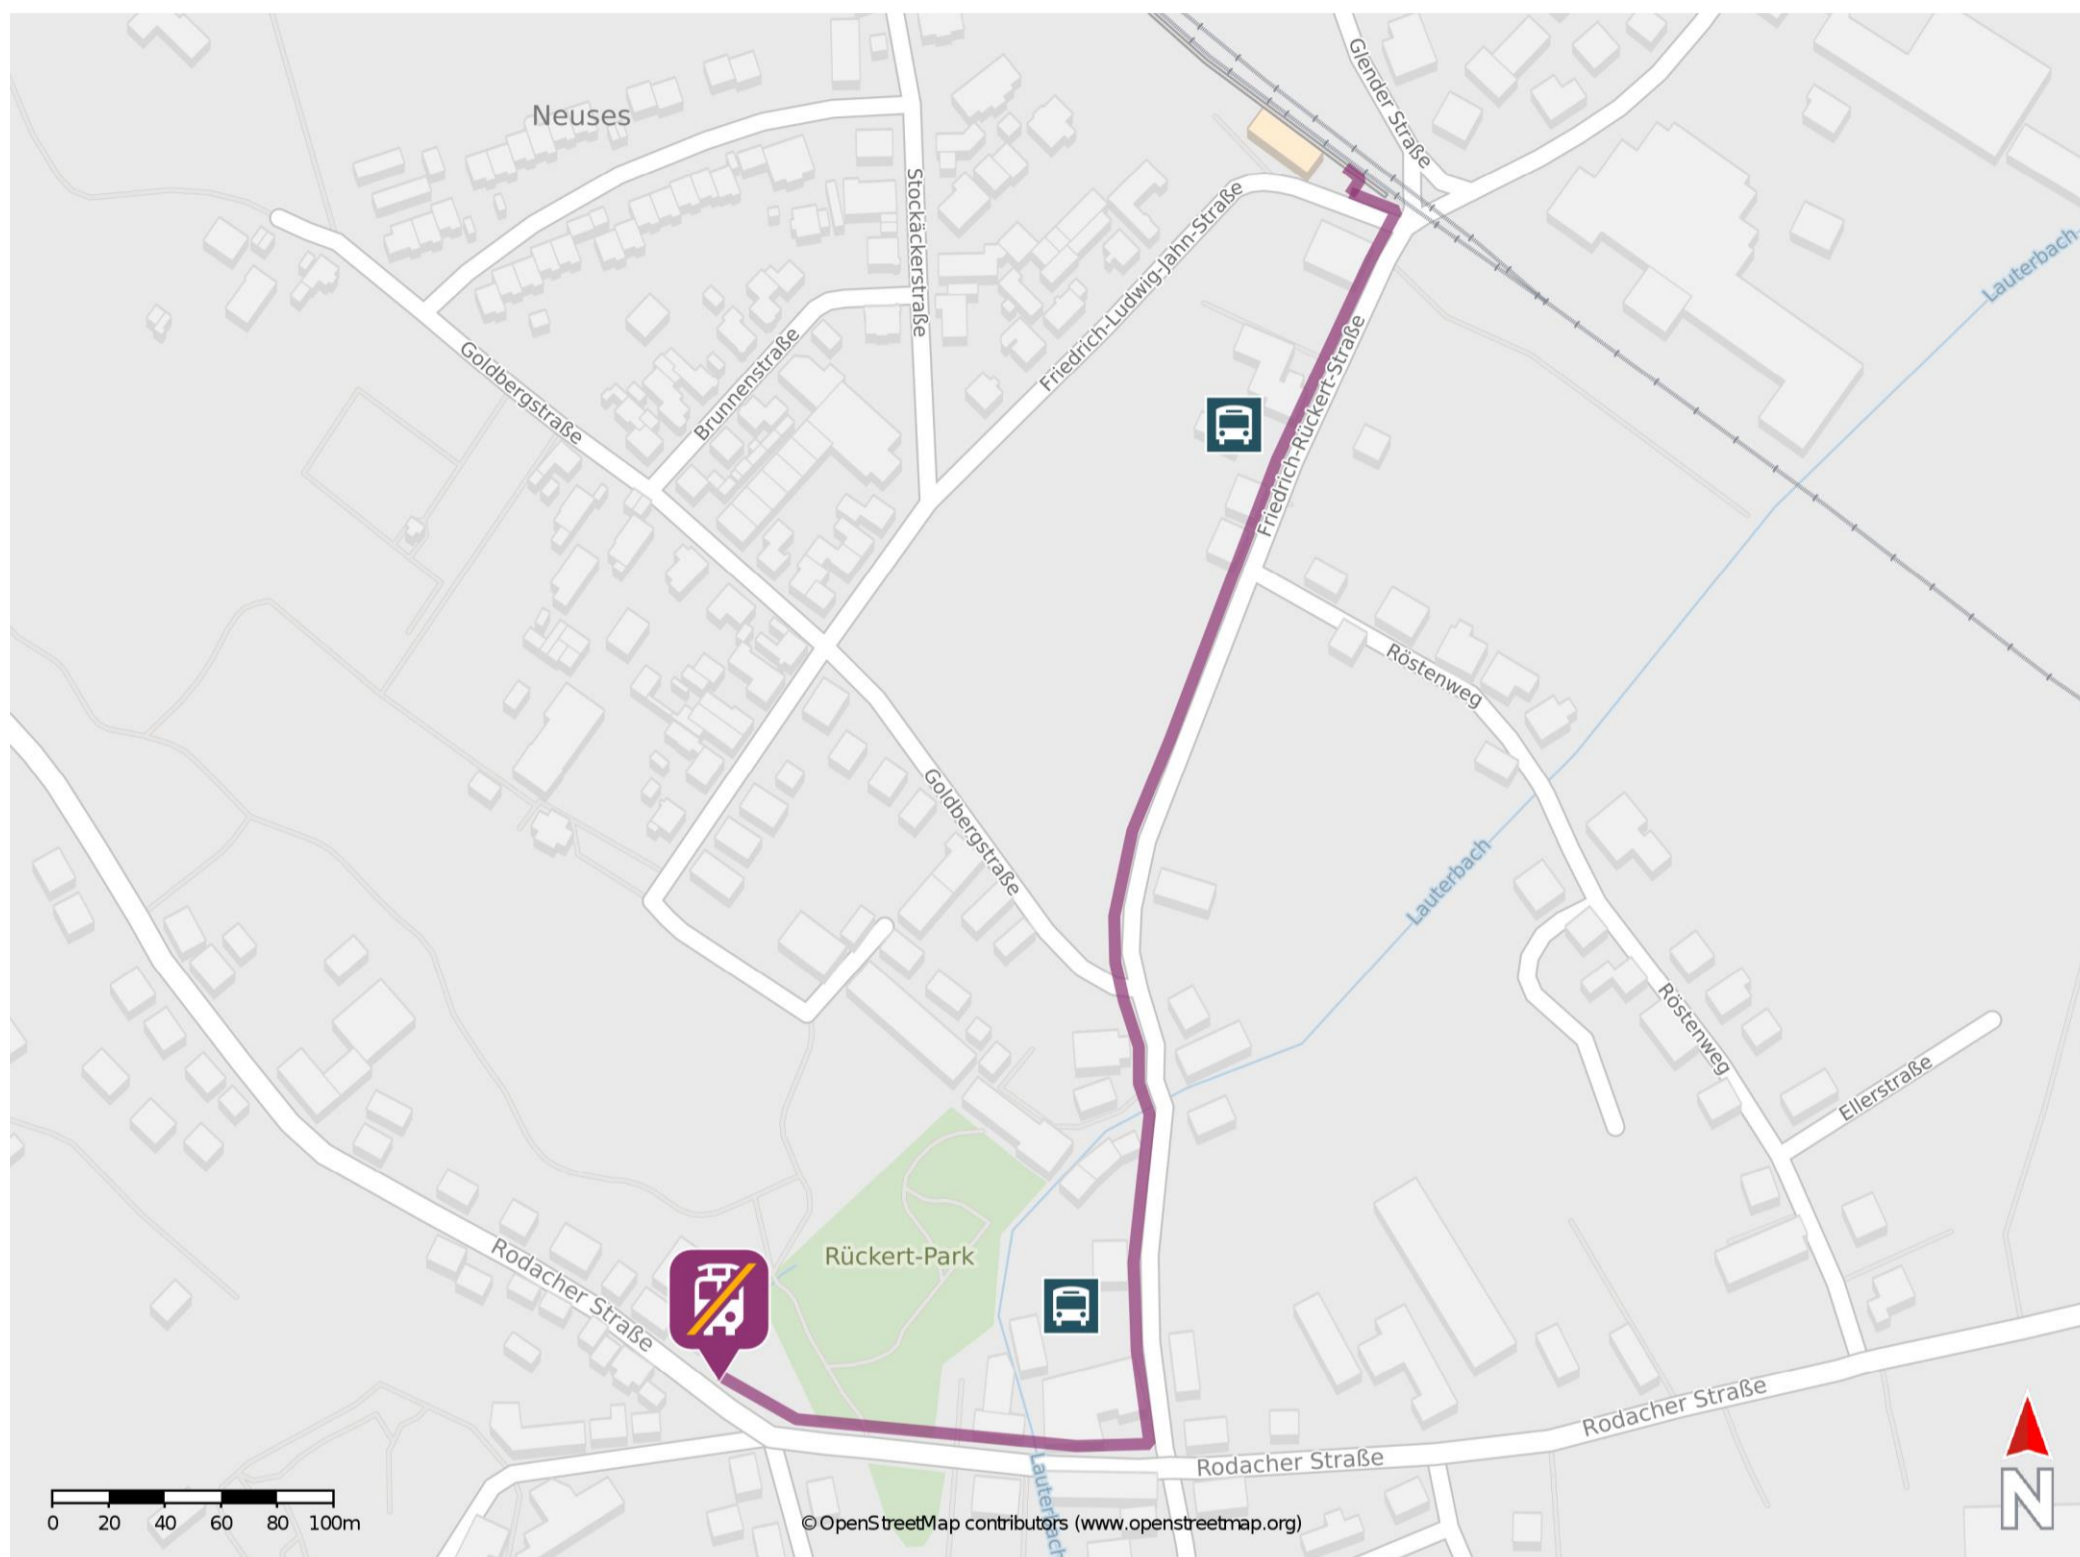 Glender Straße
Neuses
Stockäckerstraße
Friedrich-Ludwig-Jahn-Straße
Lauterbach
Friedrich-Rückert-Straße
Goldbergstraße
Brunnenstraße
Röstenweg
Goldbergstraße
Lauterbach
Röstenweg
Ellerstraße
Rückert-Park
Rodacher Straße
Rodacher Straße
Rodacher Straße
Lauterbach
N
0 20 40 60 80 100m
© OpenStreetMap contributors (www.openstreetmap.org)